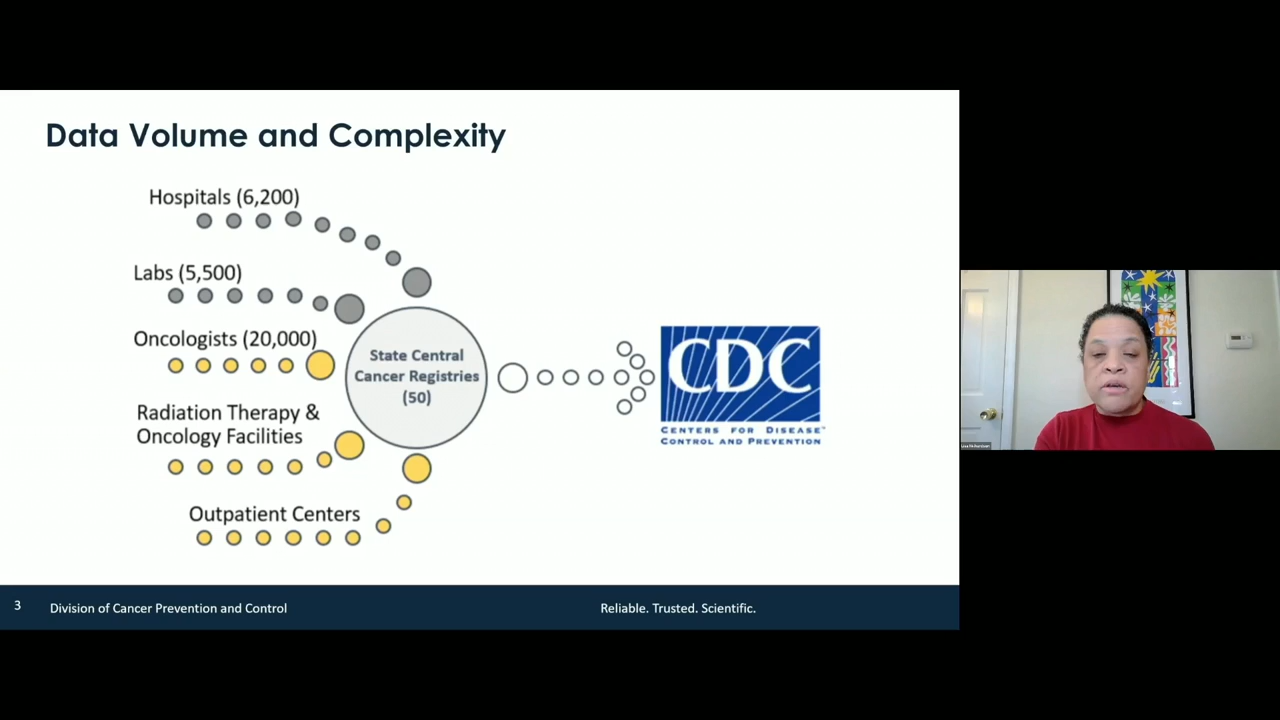 Data Volume and Complexity
Hospitals (6,200)
Labs (5,500)
Oncologists (20,000)
Radiation Therapy &
Oncology Facilities
Outpatient Centers
State Central
Cancer Registries
(50)
CDC
CENTERS FOR DISEASE™
CONTROL AND PREVENTION
3
Division of Cancer Prevention and Control
Reliable. Trusted. Scientific.